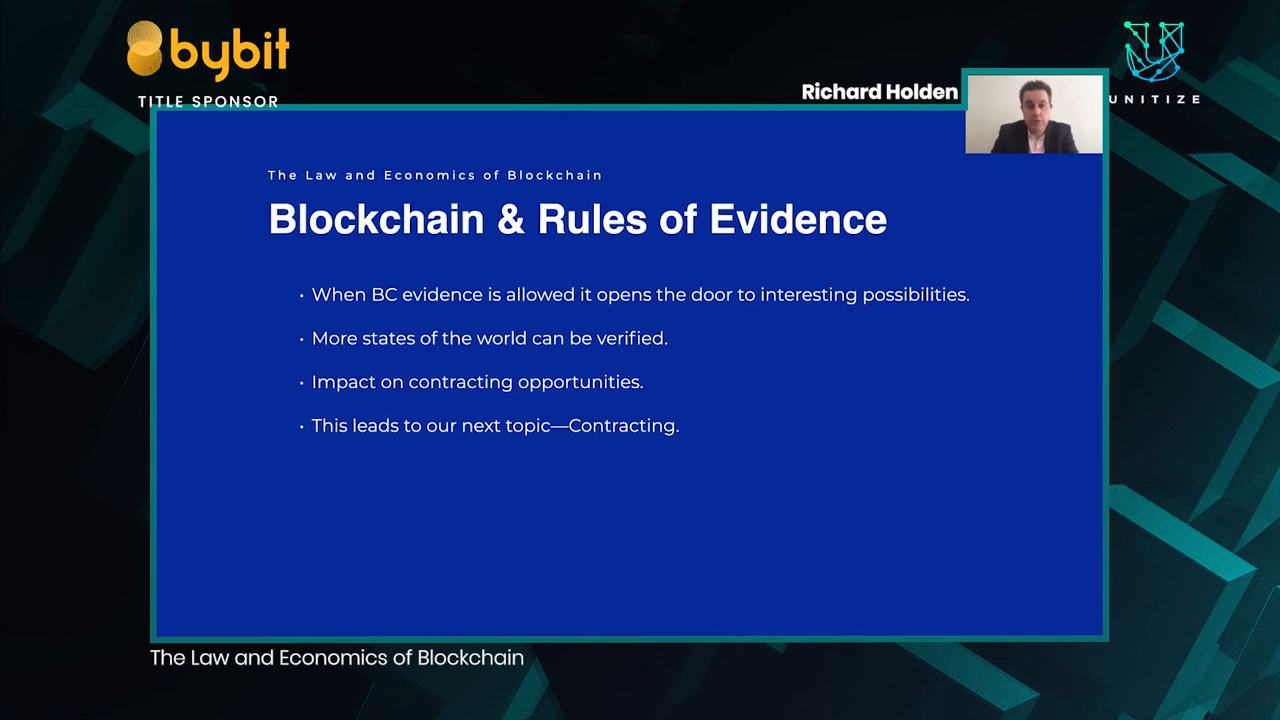 bybit
TITLE SPONSOR
Richard Holden
UNITIZE
The Law and Economics of Blockchain
Blockchain & Rules of Evidence
• When BC evidence is allowed it opens the door to interesting possibilities.
• More states of the world can be verified.
• Impact on contracting opportunities.
• This leads to our next topic—Contracting.
The Law and Economics of Blockchain